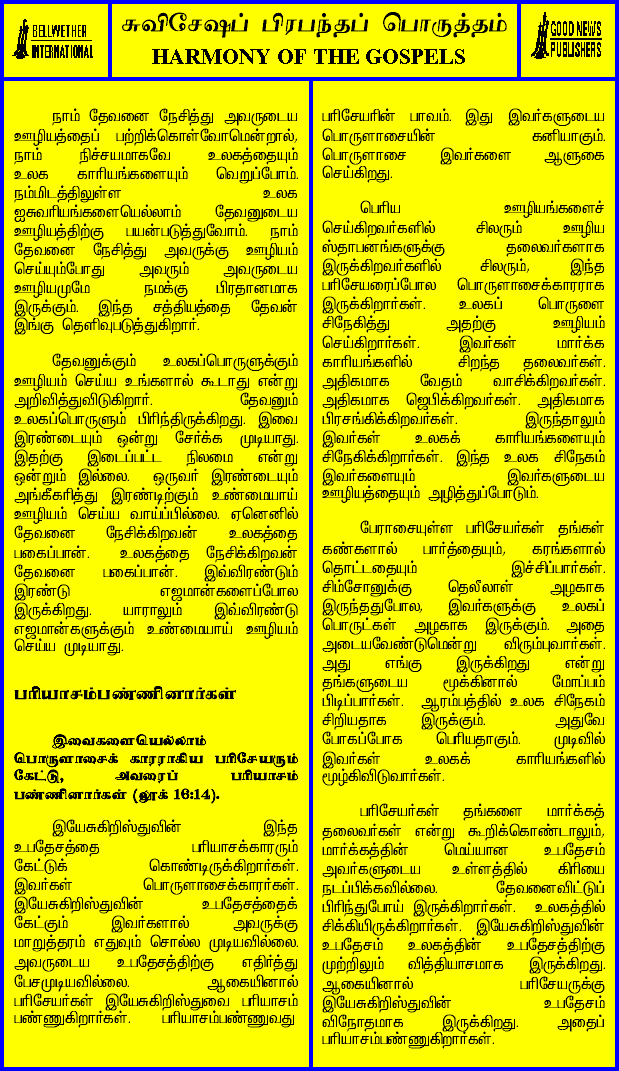 BELLWETHER
INTERNATIONAL
சுவிசேஷப் பிரபந்தப் பொருத்தம்
HARMONY OF THE GOSPELS
GOOD NEWS
PUBLISHERS
நாம் தேவனை நேசித்து அவருடைய
ஊழியத்தைப் பற்றிக்கொள்வோமென்றால்,
நாம் நிச்சயமாகவே உலகத்தையும்
உலக காரியங்களையும் வெறுப்போம்.
நம்மிடத்திலுள்ள உலக
ஐசுவரியங்களையெல்லாம் தேவனுடைய
ஊழியத்திற்கு பயன்படுத்துவோம். நாம்
தேவனை நேசித்து அவருக்கு ஊழியம்
செய்யும்போது அவரும் அவருடைய
ஊழியமுமே நமக்கு பிரதானமாக
இருக்கும். இந்த சத்தியத்தை தேவன்
இங்கு தெளிவுபடுத்துகிறார்.
தேவனுக்கும் உலகப்பொருளுக்கும்
ஊழியம் செய்ய உங்களால் கூடாது என்று
அறிவித்துவிடுகிறார். தேவனும்
உலகப்பொருளும் பிரிந்திருக்கிறது. இவை
இரண்டையும் ஒன்று சேர்க்க முடியாது.
இதற்கு இடைப்பட்ட நிலமை என்று
ஒன்றும் இல்லை. ஒருவர் இரண்டையும்
அங்கீகரித்து இரண்டிற்கும் உண்மையாய்
ஊழியம் செய்ய வாய்ப்பில்லை. ஏனெனில்
தேவனை நேசிக்கிறவன் உலகத்தை
பகைப்பான். உலகத்தை நேசிக்கிறவன்
தேவனை பகைப்பான். இவ்விரண்டும்
இரண்டு எஜமான்களைப்போல
இருக்கிறது. யாராலும் இவ்விரண்டு
எஜமான்களுக்கும் உண்மையாய் ஊழியம்
செய்ய முடியாது.
பரியாசம்பண்ணினார்கள்
இவைகளையெல்லாம்
பொருளாசைக் காரராகிய பரிசேயரும்
கேட்டு, அவரைப் பரியாசம்
பண்ணினார்கள் (லூக் 16:14).
இயேசுகிறிஸ்துவின் இந்த
உபதேசத்தை பரியாசக்காரரும்
கேட்டுக் கொண்டிருக்கிறார்கள்.
இவர்கள் பொருளாசைக்காரர்கள்.
இயேசுகிறிஸ்துவின் உபதேசத்தைக்
கேட்கும் இவர்களால் அவருக்கு
மாறுத்தரம் எதுவும் சொல்ல முடியவில்லை.
அவருடைய உபதேசத்திற்கு எதிர்த்து
பேசமுடியவில்லை. ஆகையினால்
பரிசேயர்கள் இயேசுகிறிஸ்துவை பரியாசம்
பண்ணுகிறார்கள். பரியாசம்பண்ணுவது
பரிசேயரின் பாவம். இது இவர்களுடைய
பொருளாசையின் கனியாகும்.
பொருளாசை இவர்களை ஆளுகை
செய்கிறது.
பெரிய ஊழியங்களைச்
செய்கிறவர்களில் சிலரும் ஊழிய
ஸ்தாபனங்களுக்கு தலைவர்களாக
இருக்கிறவர்களில் சிலரும், இந்த
பரிசேயரைப்போல பொருளாசைக்காரராக
இருக்கிறார்கள். உலகப் பொருளை
சிநேகித்து அதற்கு ஊழியம்
செய்கிறார்கள். இவர்கள் மார்க்க
காரியங்களில் சிறந்த தலைவர்கள்.
அதிகமாக வேதம் வாசிக்கிறவர்கள்.
அதிகமாக ஜெபிக்கிறவர்கள். அதிகமாக
பிரசங்கிக்கிறவர்கள். இருந்தாலும்
இவர்கள் உலகக் காரியங்களையும்
சிநேகிக்கிறார்கள். இந்த உலக சிநேகம்
இவர்களையும் இவர்களுடைய
ஊழியத்தையும் அழித்துப்போடும்.
பேராசையுள்ள பரிசேயர்கள் தங்கள்
கண்களால் பார்த்தையும், கரங்களால்
தொட்டதையும் இச்சிப்பார்கள்.
சிம்சோனுக்கு தெலீலாள் அழகாக
இருந்ததுபோல, இவர்களுக்கு உலகப்
பொருட்கள் அழகாக இருக்கும். அதை
அடையவேண்டுமென்று விரும்புவார்கள்.
அது எங்கு இருக்கிறது என்று
தங்களுடைய மூக்கினால் மோப்பம்
பிடிப்பார்கள். ஆரம்பத்தில் உலக சிநேகம்
சிறியதாக இருக்கும். அதுவே
போகப்போக பெரியதாகும். முடிவில்
இவர்கள் உலகக் காரியங்களில்
மூழ்கிவிடுவார்கள்.
பரிசேயர்கள் தங்களை மார்க்கத்
தலைவர்கள் என்று கூறிக்கொண்டாலும்,
மார்க்கத்தின் மெய்யான உபதேசம்
அவர்களுடைய உள்ளத்தில் கிரியை
நடப்பிக்கவில்லை. தேவனைவிட்டுப்
பிரிந்துபோய் இருக்கிறார்கள். உலகத்தில்
சிக்கியிருக்கிறார்கள். இயேசுகிறிஸ்துவின்
உபதேசம் உலகத்தின் உபதேசத்திற்கு
முற்றிலும் வித்தியாசமாக இருக்கிறது.
ஆகையினால் பரிசேயருக்கு
இயேசுகிறிஸ்துவின் உபதேசம்
விநோதமாக இருக்கிறது. அதைப்
பரியாசம்பண்ணுகிறார்கள்.